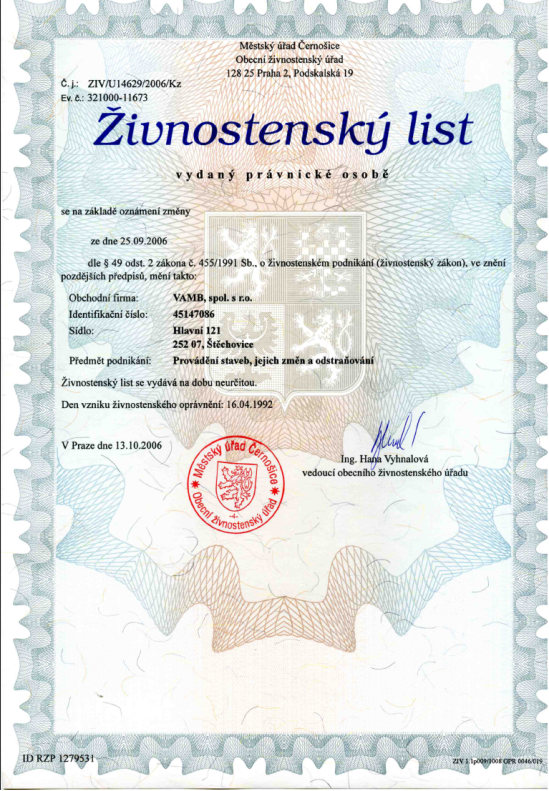 Městský úřad Černošice
Obecní živnostenský úřad
128 25 Praha 2, Podskalská 19
Č. j.: ZIV/U14629/2006/Kz
Ev. č.: 321000-11673
Živnostenský list
vydaný právnické osobě
se na základě oznámení změny
ze dne 25.09.2006
dle § 49 odst. 2 zákona č. 455/1991 Sb., o živnostenském podnikání (živnostenský zákon), ve znění
pozdějších předpisů, mění takto:
Obchodní firma: VAMB, spol. s r.o.
Identifikační číslo: 45147086
Sídlo: Hlavní 121
252 07, Štěchovice
Předmět podnikání: Provádění staveb, jejich změn a odstraňování
Živnostenský list se vydává na dobu neurčitou.
Den vzniku živnostenského oprávnění: 16.04.1992
V Praze dne 13.10.2006
Městský úřad Černošice
Obecní živnostenský úřad
-4-
Ing. Hana Vyhnalová
vedoucí obecního živnostenského úřadu
ID RZP 1279531
ZIV 1.1p009/0008 OPR 0046/019